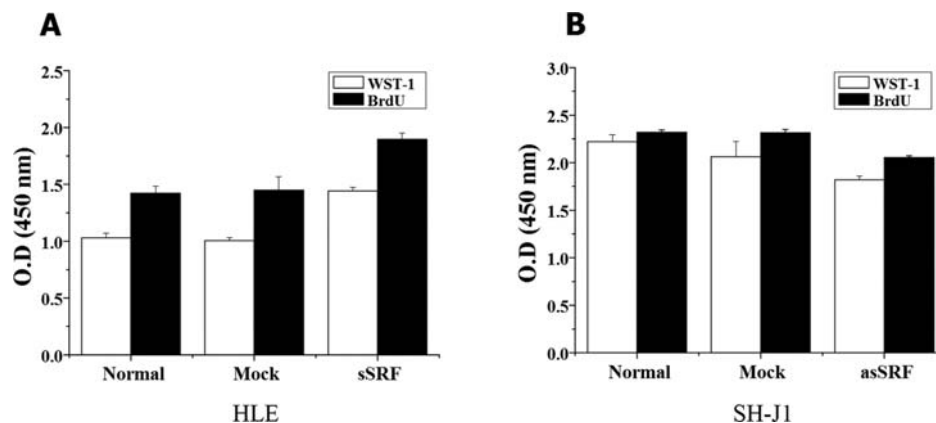 A
WST-1
BrdU
O.D (450 nm)
2.5
2.0
1.5
1.0
0.5
0.0
Normal Mock sSRF
HLE
B
WST-1
BrdU
O.D (450 nm)
3.0
2.5
2.0
1.5
1.0
0.5
0.0
Normal Mock asSRF
SH-J1